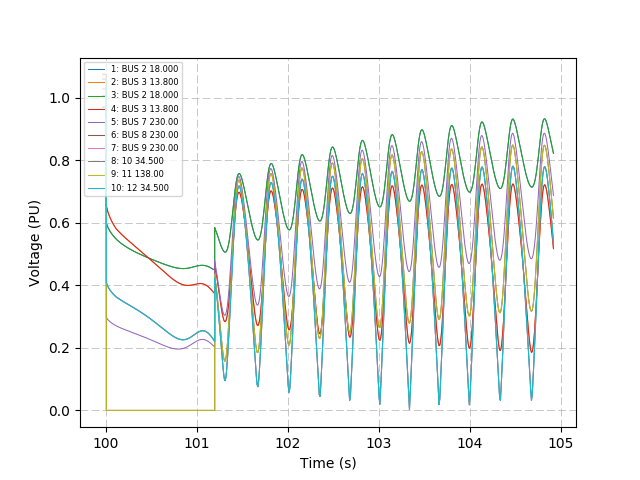 1: BUS 2 18.000
2: BUS 3 13.800
3: BUS 2 18.000
4: BUS 3 13.800
5: BUS 7 230.00
6: BUS 8 230.00
7: BUS 9 230.00
8: 10 34.500
9: 11 138.00
10: 12 34.500
1.0
0.8
0.6
0.4
0.2
0.0
Voltage (PU)
100 101 102 103 104 105
Time (s)